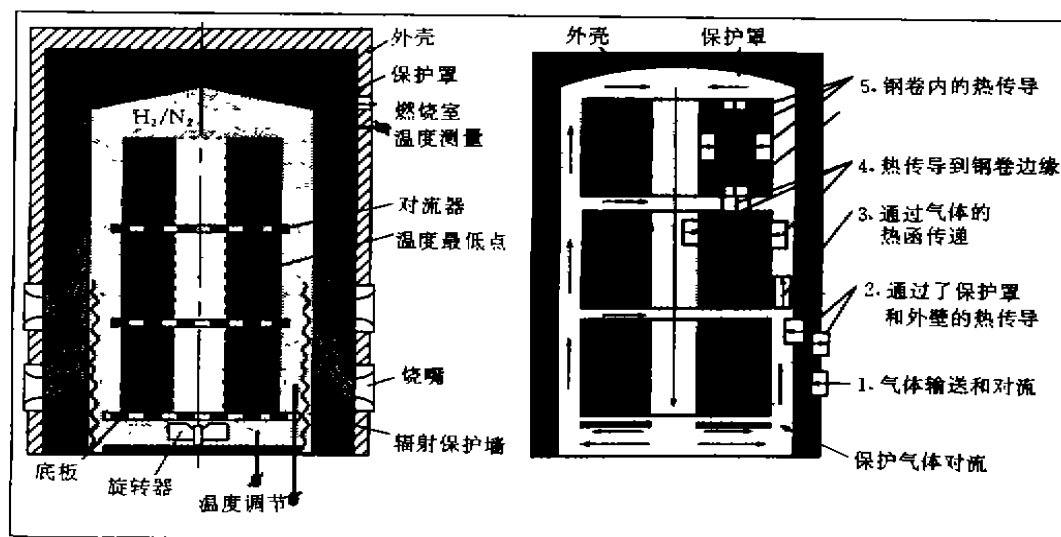 外壳
保护罩
燃烧室
温度测量
H₂/N₂
对流器
温度最低点
烧嘴
辐射保护墙
底板
旋转器
温度调节
外壳
保护罩
5. 钢卷内的热传导
4. 热传导到钢卷边缘
3. 通过气体的
热函传递
2. 通过了保护罩
和外壁的热传导
1. 气体输送和对流
保护气体对流